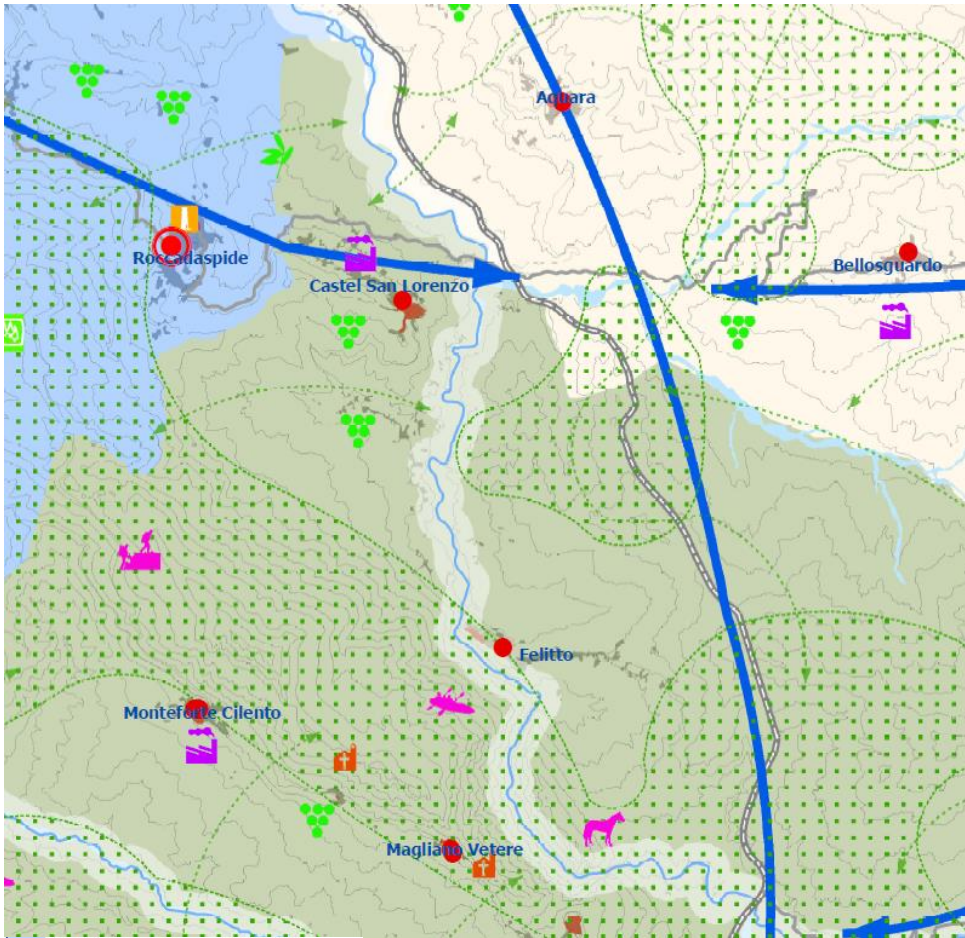 Aquara
Roccadaspide
Bellosguardo
Castel San Lorenzo
Felitto
Monteforte Cilento
Magliano Vetere